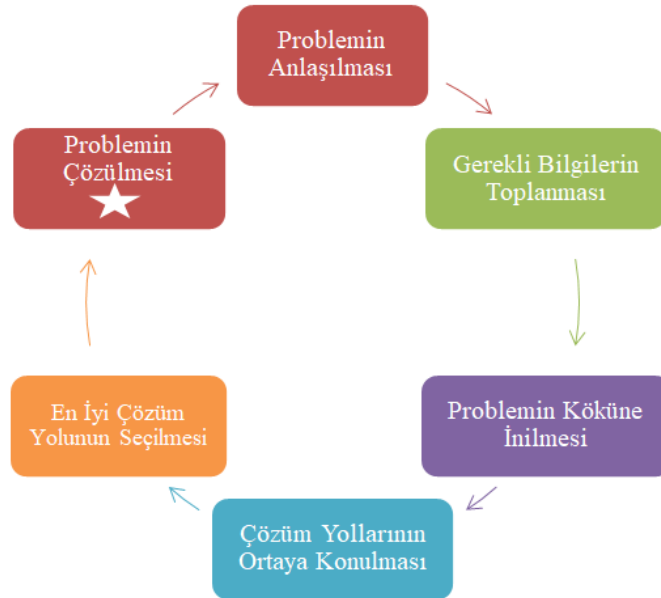 Problemin
Anlaşılması
Gerekli Bilgilerin
Toplanması
Problemin Köküne
İnilmesi
Çözüm Yollarının
Ortaya Konulması
En İyi Çözüm
Yolunun Seçilmesi
Problemin
Çözülmesi